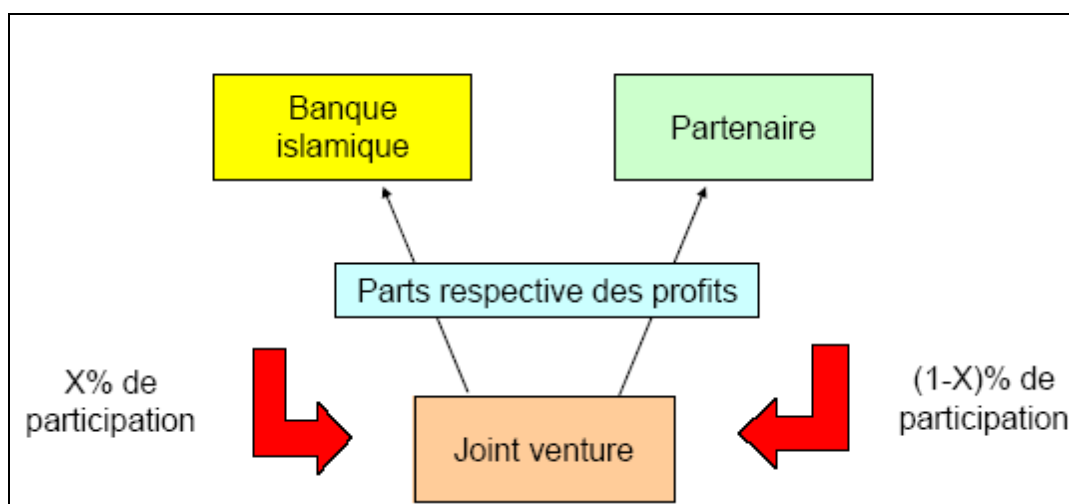 Banque
islamique
Partenaire
Parts respective des profits
X% de
participation
(1-X)% de
participation
Joint venture